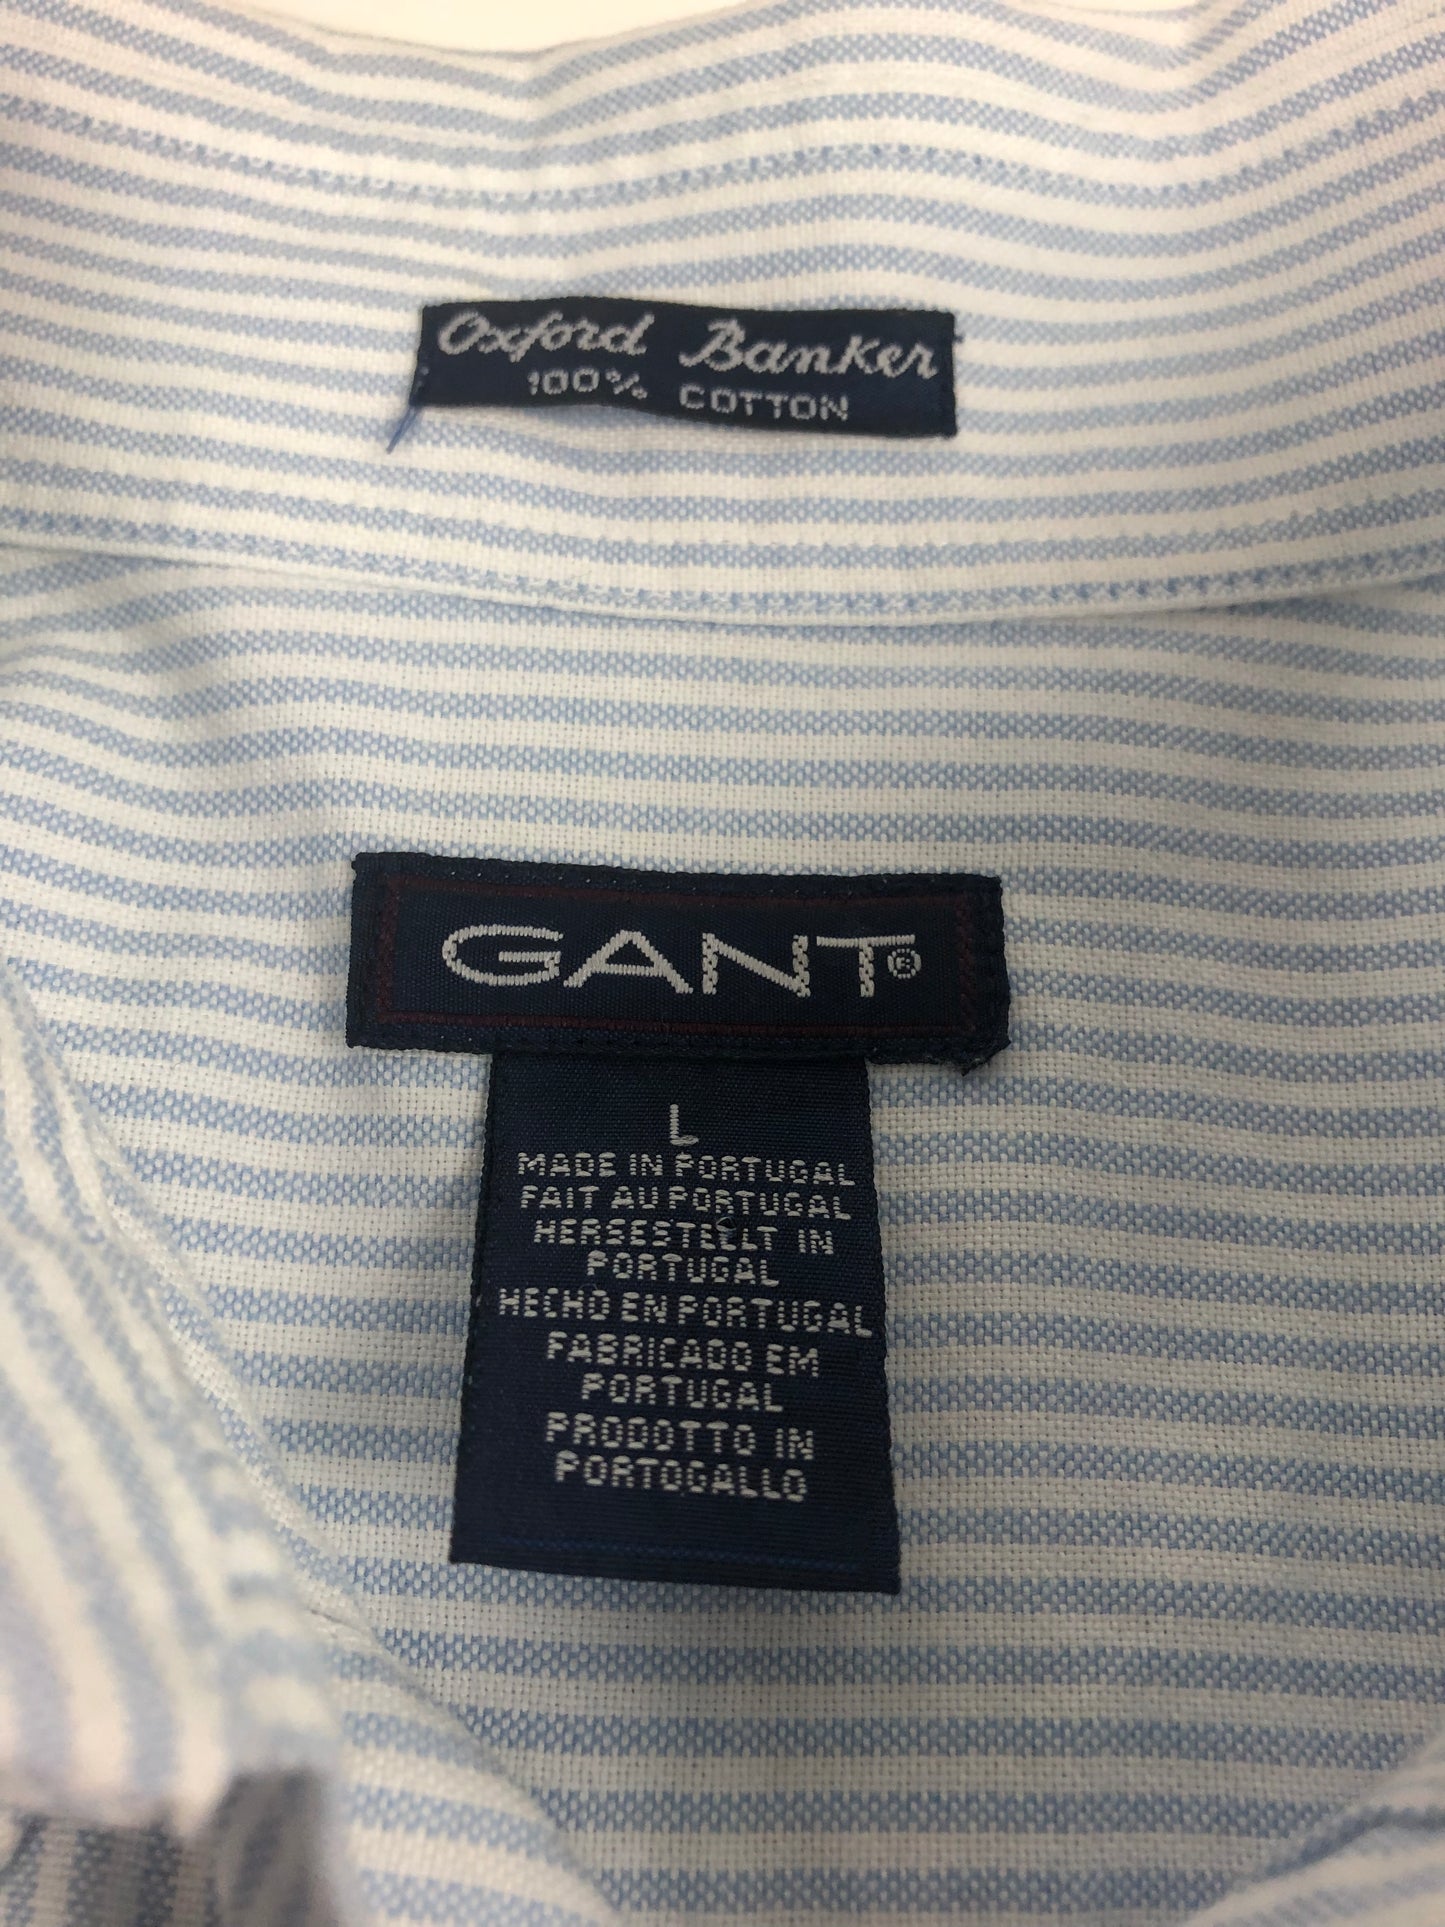 Oxford Banker
100% COTTON
GANT®
L
MADE IN PORTUGAL
FAIT AU PORTUGAL
HERSESTELLT IN
PORTUGAL
HECHO EN PORTUGAL
FABRICADO EM
PORTUGAL
PRODOTTO IN
PORTOGALLO